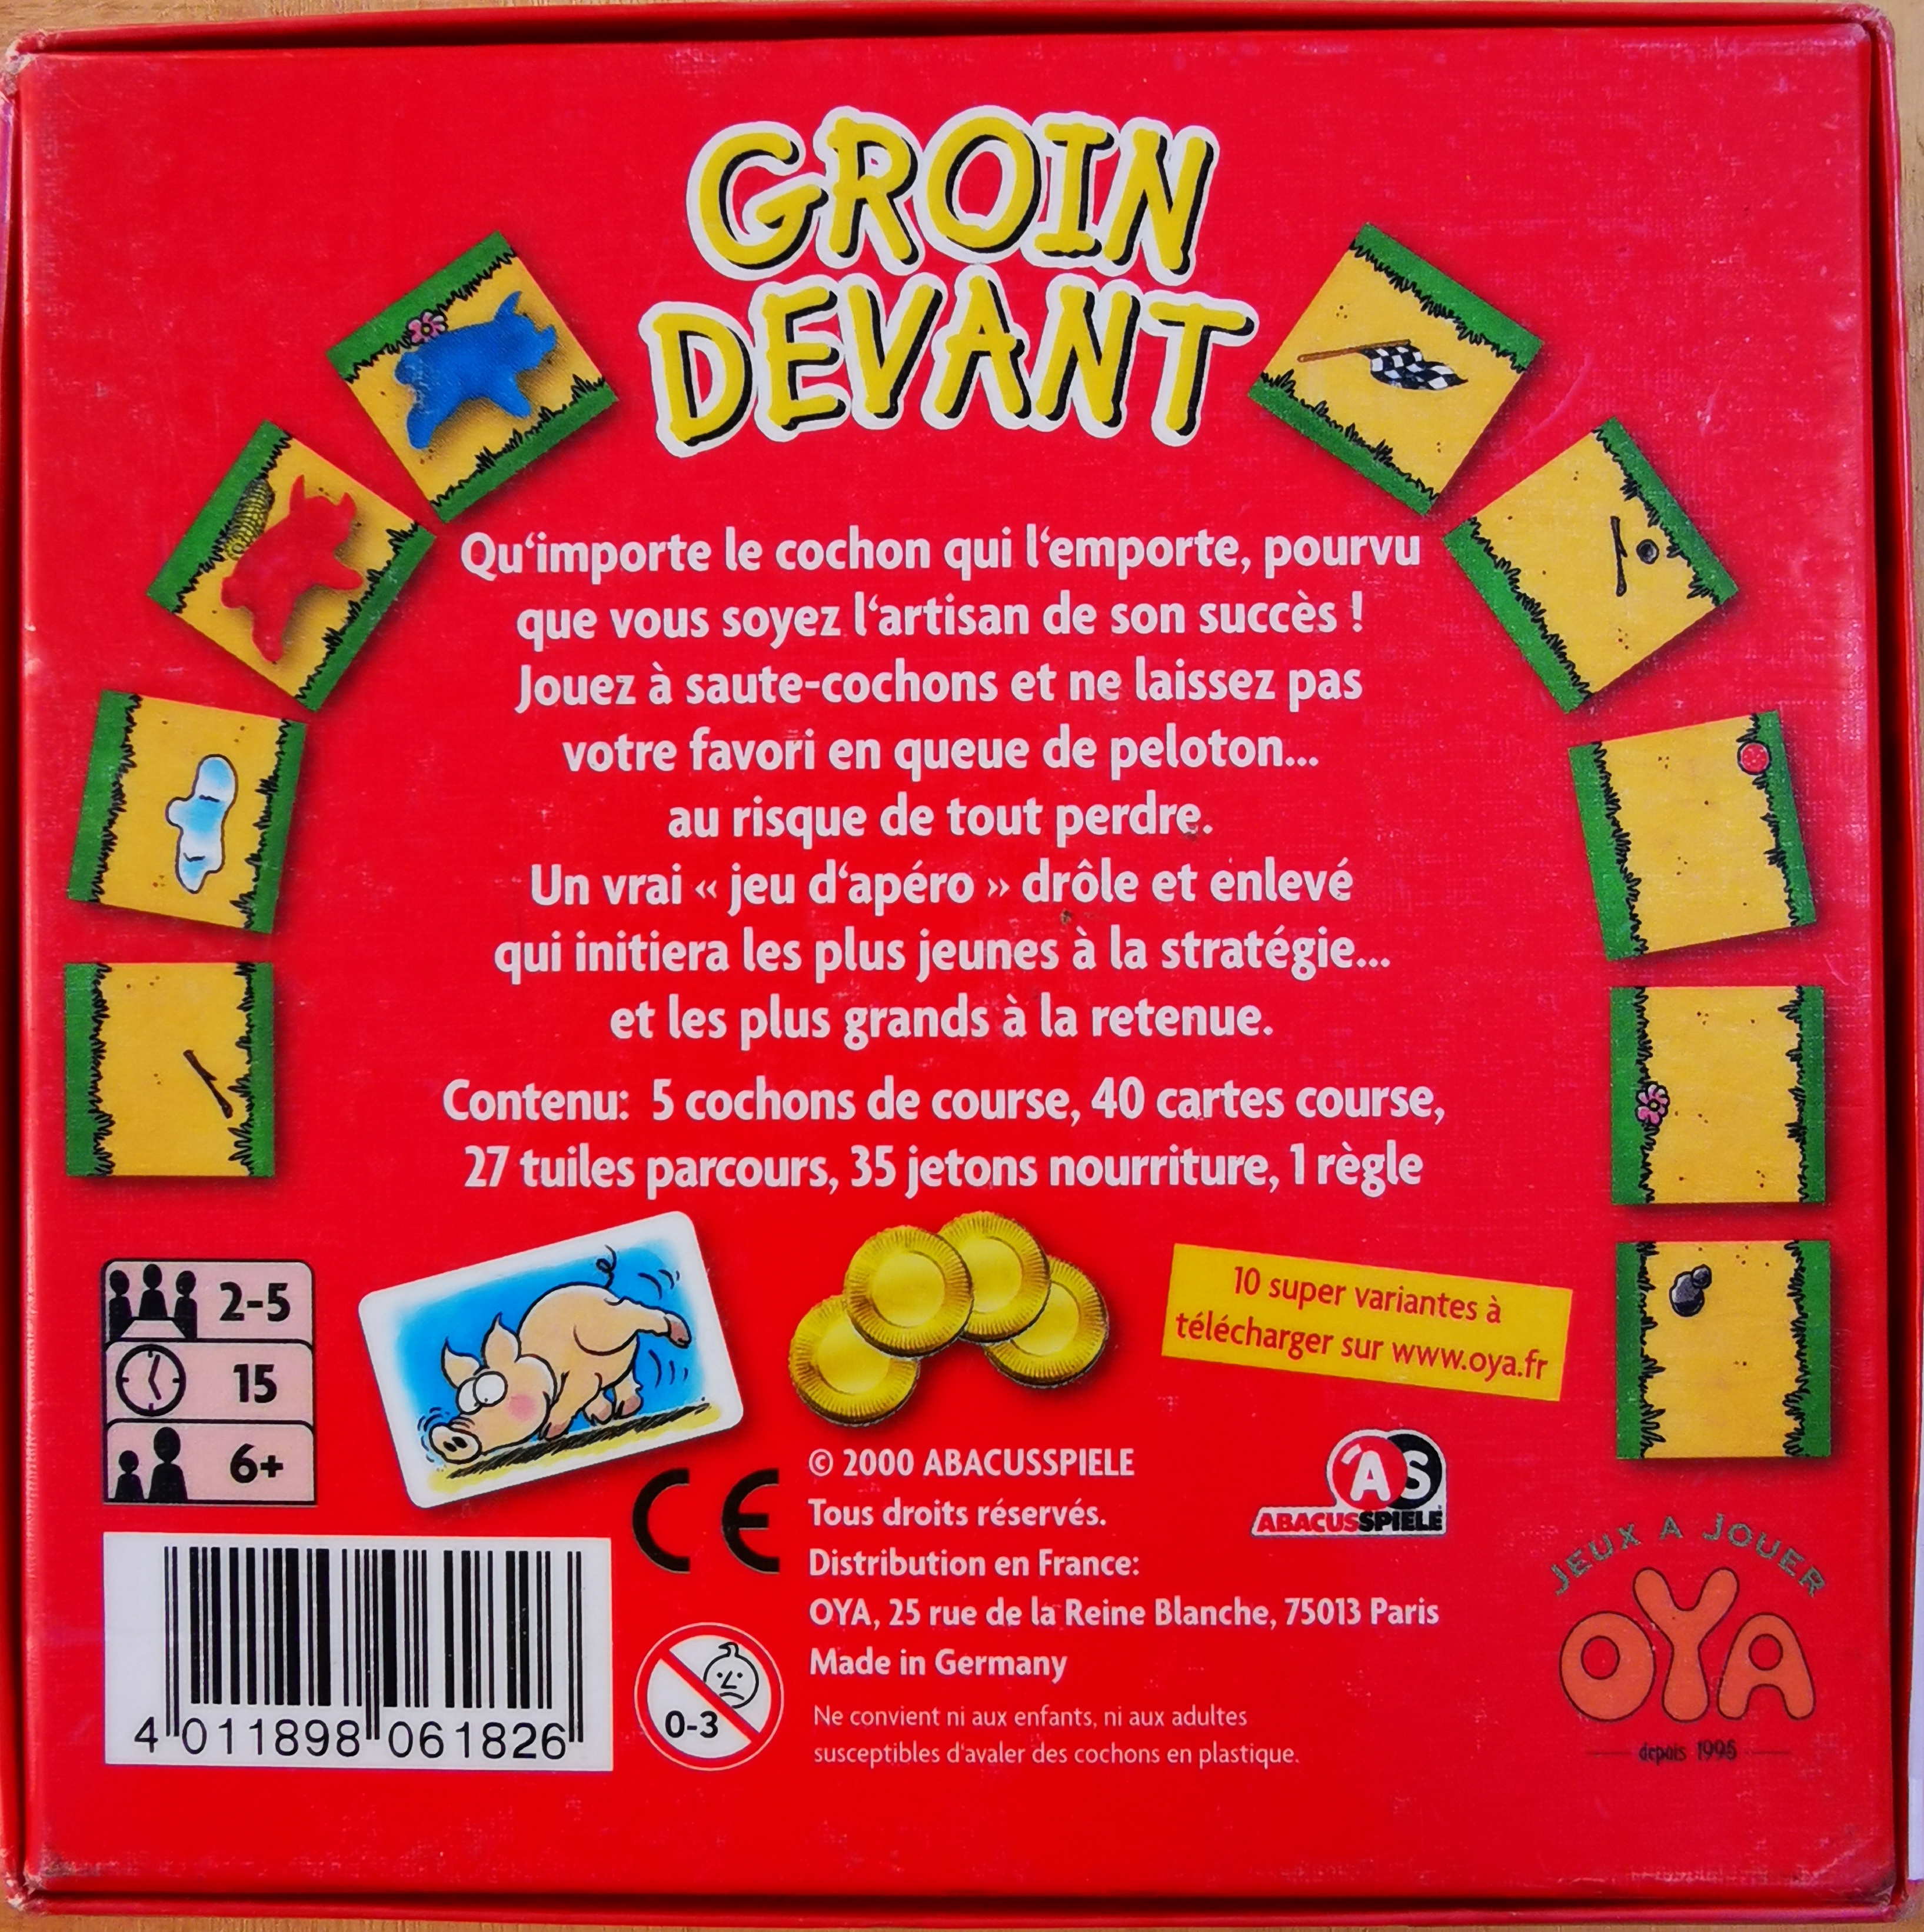 GROIN
DEVANT
Qu‘importe le cochon qui l‘emporte, pourvu
que vous soyez l‘artisan de son succès !
Jouez à saute-cochons et ne laissez pas
votre favori en queue de peloton...
au risque de tout perdre.
Un vrai « jeu d‘apéro » drôle et enlevé
qui initiera les plus jeunes à la stratégie...
et les plus grands à la retenue.
Contenu: 5 cochons de course, 40 cartes course,
27 tuiles parcours, 35 jetons nourriture, 1 règle
2-5
15
6+
10 super variantes à
télécharger sur www.oya.fr
CE
© 2000 ABACUSSPIELE
Tous droits réservés.
Distribution en France:
OYA, 25 rue de la Reine Blanche, 75013 Paris
Made in Germany
Ne convient ni aux enfants, ni aux adultes
susceptibles d'avaler des cochons en plastique.
AS
ABACUSSPIELE
JEUX A JOUER
OYA
depuis 1995
0-3
4 011898 061826